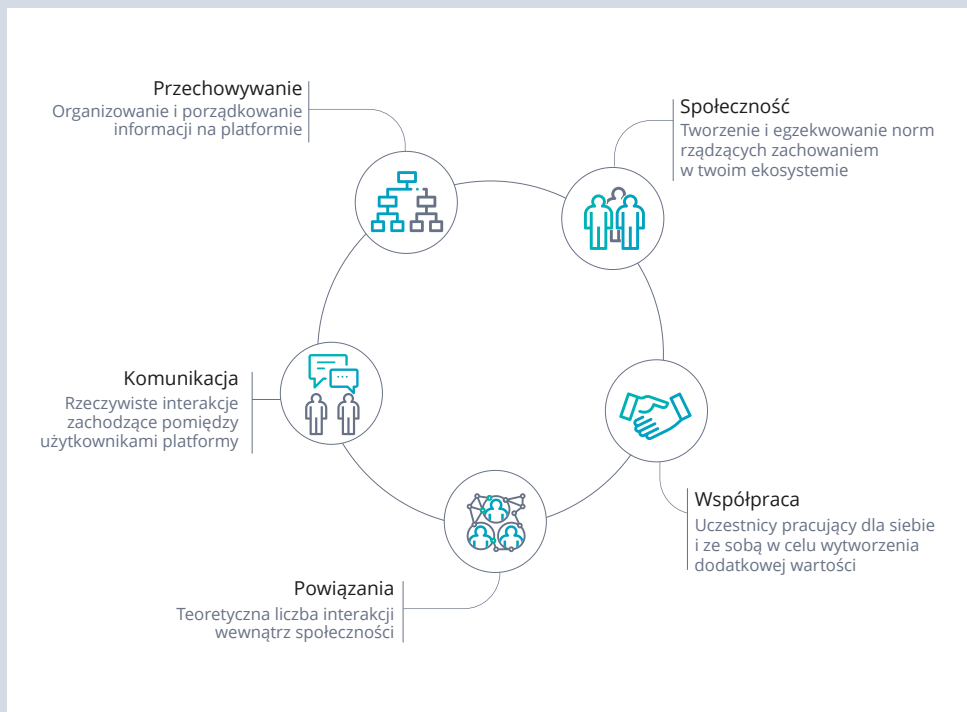 Przechowywanie
Organizowanie i porządkowanie
informacji na platformie
Społeczność
Tworzenie i egzekwowanie norm
rządzących zachowaniem
w twoim ekosystemie
Komunikacja
Rzeczywiste interakcje
zachodzące pomiędzy
użytkownikami platformy
Współpraca
Uczestnicy pracujący dla siebie
i ze sobą w celu wytworzenia
dodatkowej wartości
Powiązania
Teoretyczna liczba interakcji
wewnątrz społeczności